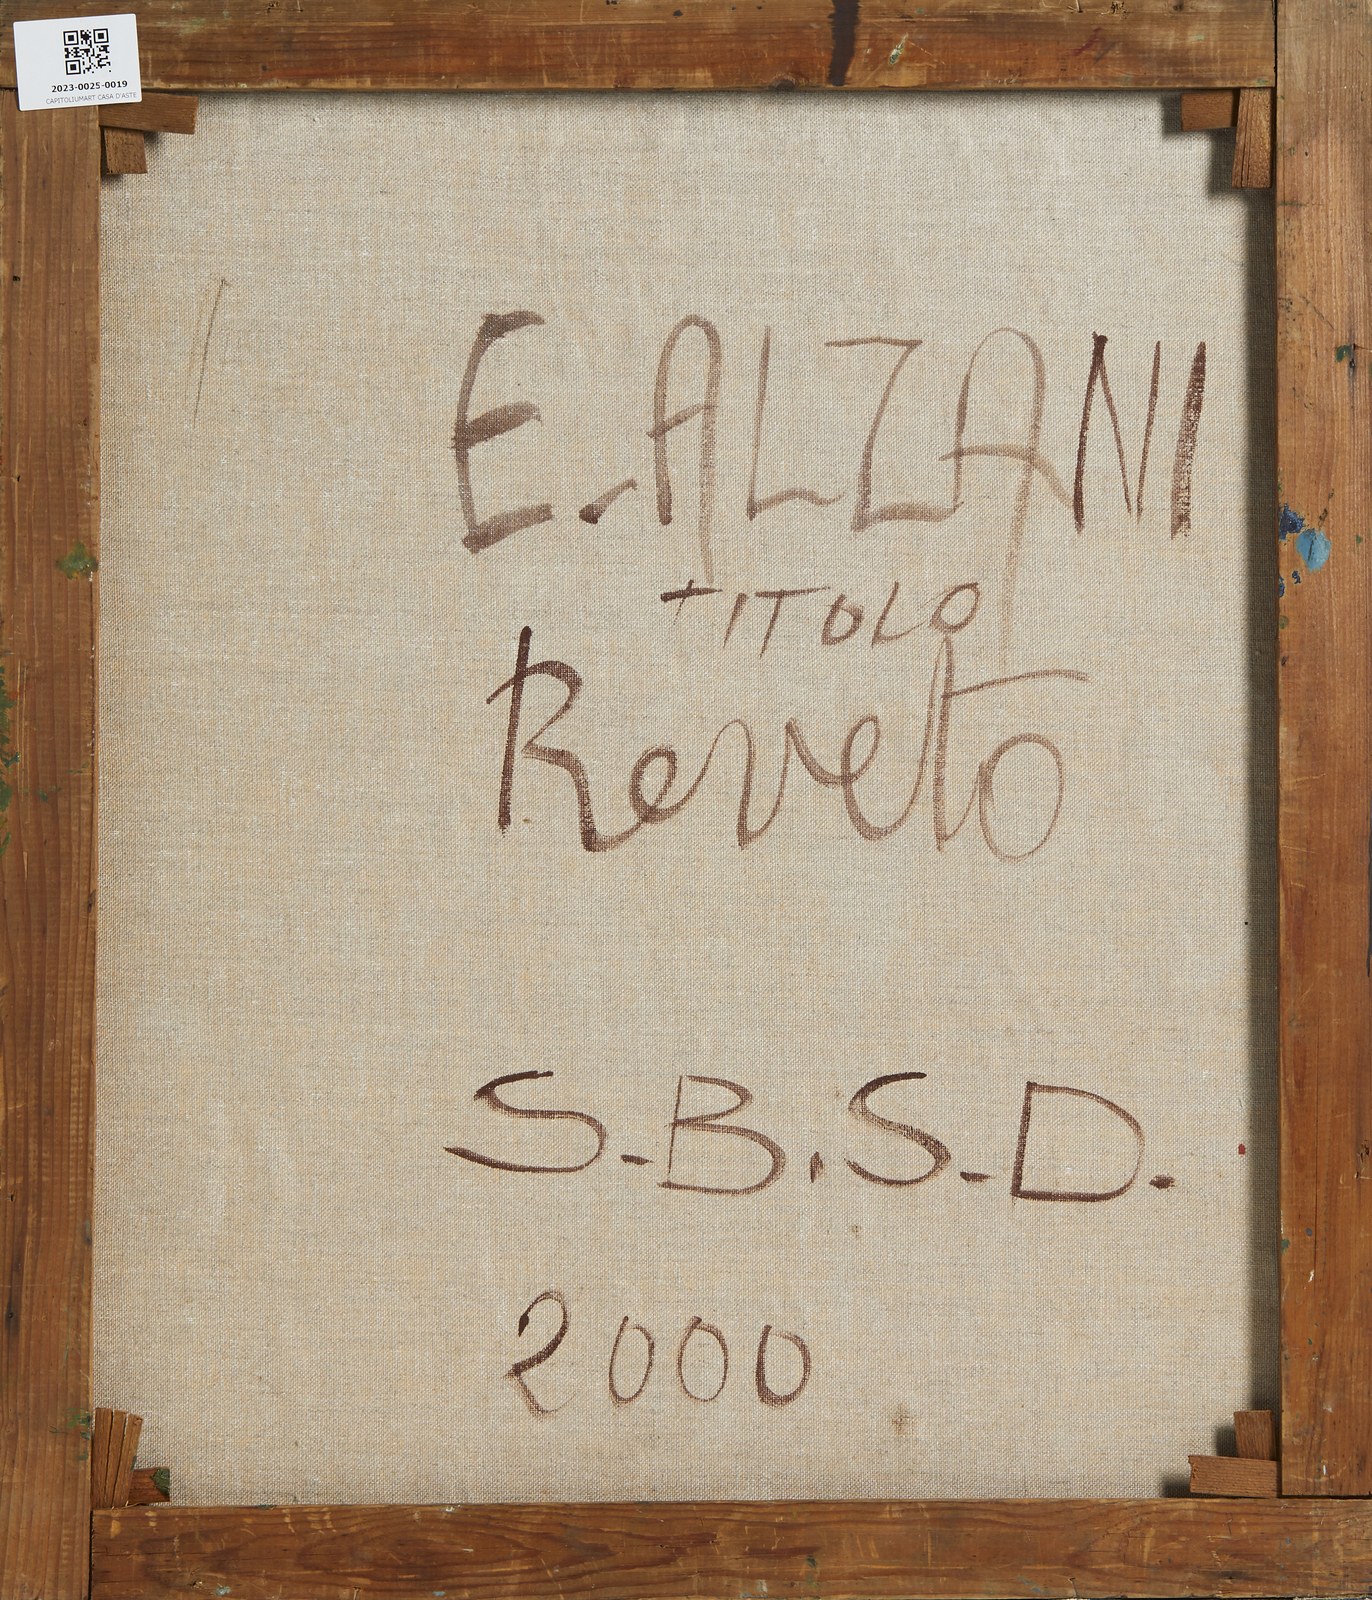 2023-0025-0019
CAPITOLIUMART CASA D'ASTE
E. ALZANI
TITOLO
Reveto
S.B.S.D.
2000